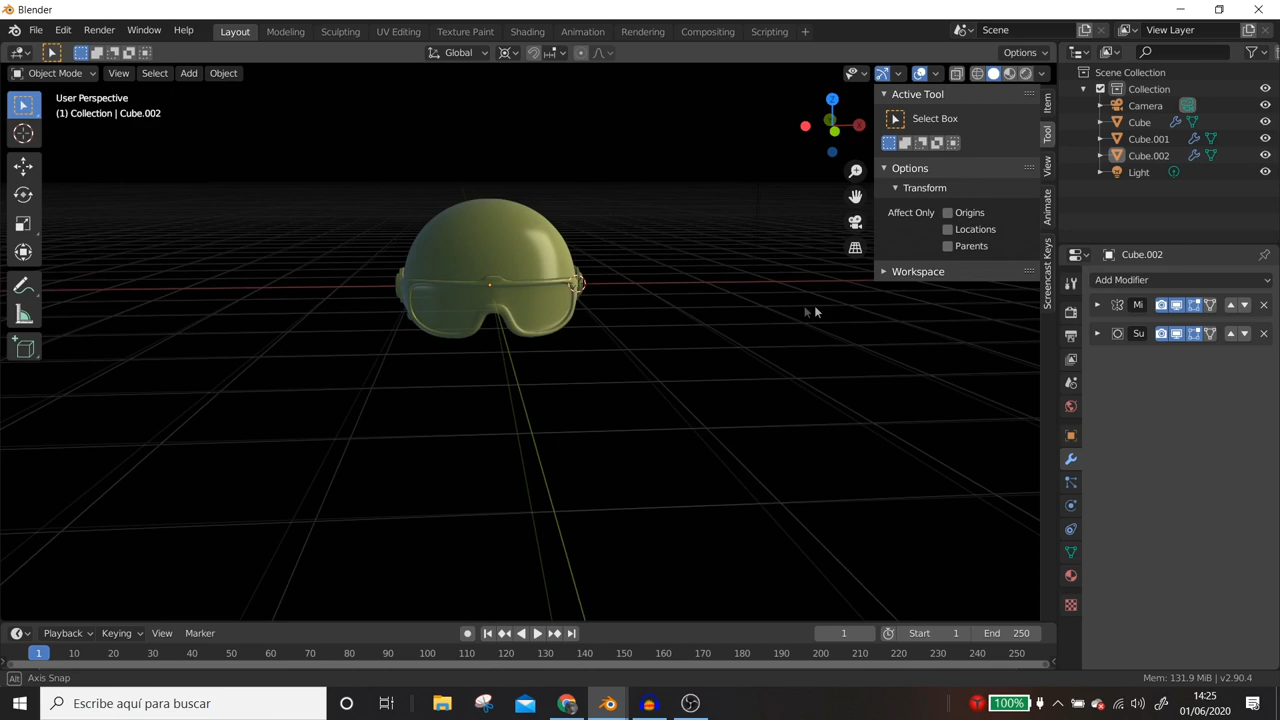 Blender
File Edit Render Window Help
Layout Modeling Sculpting UV Editing Texture Paint Shading Animation Rendering Compositing Scripting +
Scene
View Layer
Global
Options
Object Mode View Select Add Object
User Perspective
(1) Collection | Cube.002
Z
Active Tool
Select Box
Options
Transform
Affect Only Origins
Locations
Parents
Workspace
Item
Tool
View
Animate
Screencast Keys
Scene Collection
Collection
Camera
Cube
Cube.001
Cube.002
Light
Cube.002
Add Modifier
Mi
Su
Playback Keying View Marker
1
Start 1
End 250
1 10 20 30 40 50 60 70 80 90 100 110 120 130 140 150 160 170 180 190 200 210 220 230 240 250
Alt Axis Snap
Mem: 131.9 MiB | v2.90.4
Escribe aquí para buscar
100%
14:25
01/06/2020